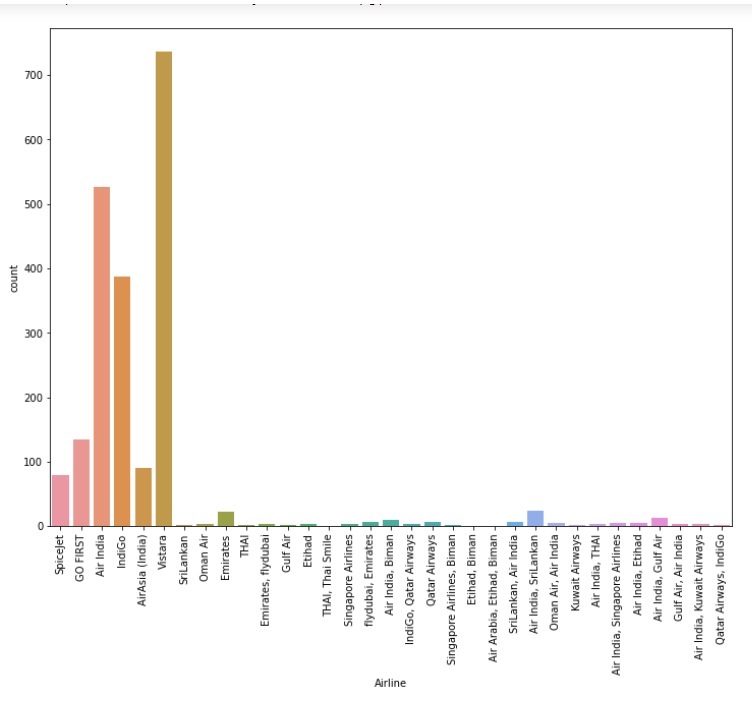 700
600
500
400
300
200
100
0
count
SpiceJet
GO FIRST
Air India
IndiGo
AirAsia (India)
Vistara
SriLankan
Oman Air
Emirates
THAI
Emirates, flydubai
Gulf Air
Etihad
THAI, Thai Smile
Singapore Airlines
flydubai, Emirates
Air India, Biman
IndiGo, Qatar Airways
Qatar Airways
Singapore Airlines, Biman
Etihad, Biman
Air Arabia, Etihad, Biman
SriLankan, Air India
Air India, SriLankan
Oman Air, Air India
Kuwait Airways
Air India, THAI
Air India, Singapore Airlines
Air India, Etihad
Air India, Gulf Air
Gulf Air, Air India
Air India, Kuwait Airways
Qatar Airways, IndiGo
Airline